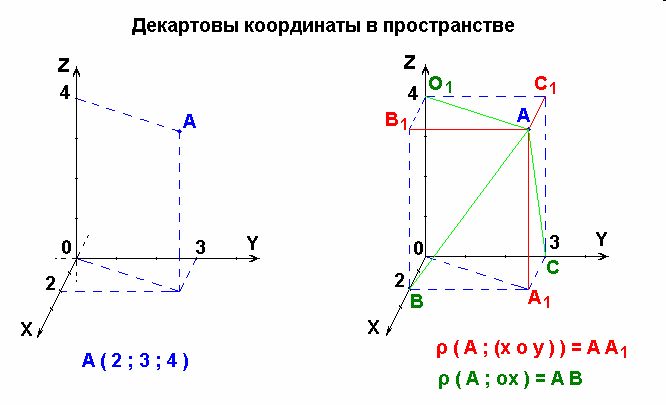 Декартовы координаты в пространстве
Z
4
A
0
3
Y
2
X
A ( 2 ; 3 ; 4 )
Z
O1
C1
4
B1
A
0
3
Y
C
2
B
A1
X
ρ ( A ; (x o y ) ) = A A1
ρ ( A ; ox ) = A B